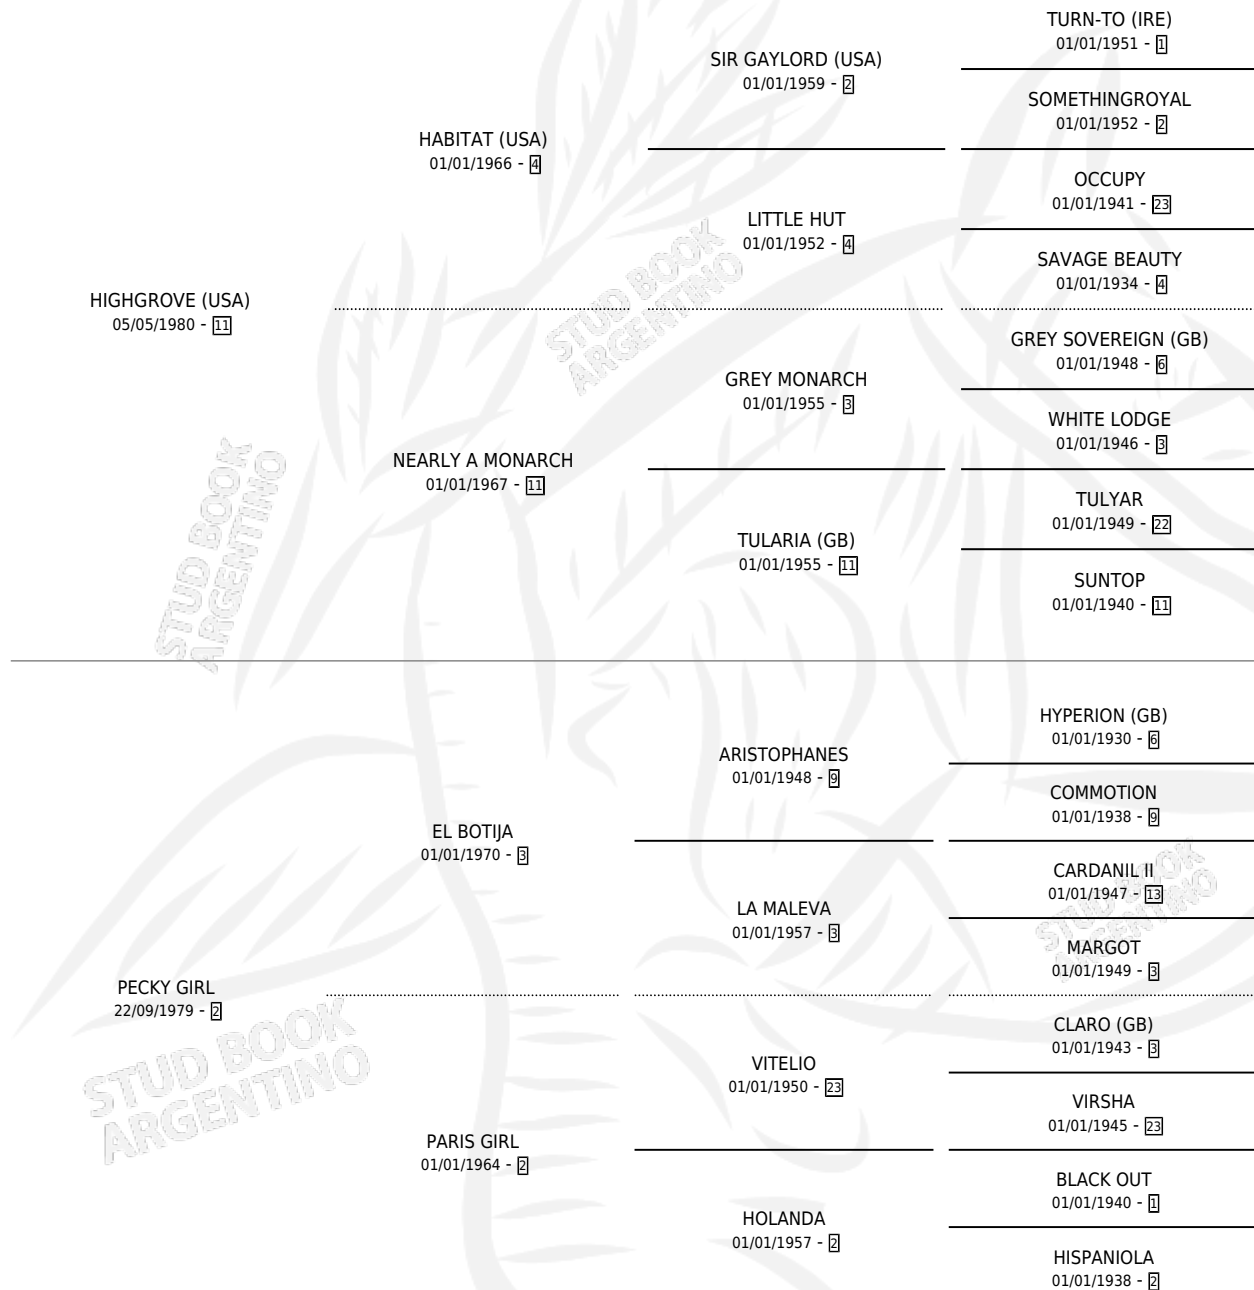 TURN-TO (IRE)
01/01/1951 - 1
SIR GAYLORD (USA)
01/01/1959 - 2
SOMETHINGROYAL
01/01/1952 - 2
HABITAT (USA)
01/01/1966 - 4
OCCUPY
01/01/1941 - 23
LITTLE HUT
01/01/1952 - 4
SAVAGE BEAUTY
01/01/1934 - 4
HIGHGROVE (USA)
05/05/1980 - 11
GREY SOVEREIGN (GB)
01/01/1948 - 6
GREY MONARCH
01/01/1955 - 3
WHITE LODGE
01/01/1946 - 3
NEARLY A MONARCH
01/01/1967 - 11
TULYAR
01/01/1949 - 22
TULARIA (GB)
01/01/1955 - 11
SUNTOP
01/01/1940 - 11
HYPERION (GB)
01/01/1930 - 6
ARISTOPHANES
01/01/1948 - 9
COMMOTION
01/01/1938 - 9
EL BOTIJA
01/01/1970 - 3
CARDANIL II
01/01/1947 - 13
LA MALEVA
01/01/1957 - 3
MARGOT
01/01/1949 - 3
PECKY GIRL
22/09/1979 - 2
CLARO (GB)
01/01/1943 - 3
VITELIO
01/01/1950 - 23
VIRSHA
01/01/1945 - 23
PARIS GIRL
01/01/1964 - 2
BLACK OUT
01/01/1940 - 1
HOLANDA
01/01/1957 - 2
HISPANIOLA
01/01/1938 - 2
STUD BOOK
ARGENTINO
STUD BOOK
ARGENTINO
STUD BOOK
ARGENTINO
STUD BOOK
ARGENTINO